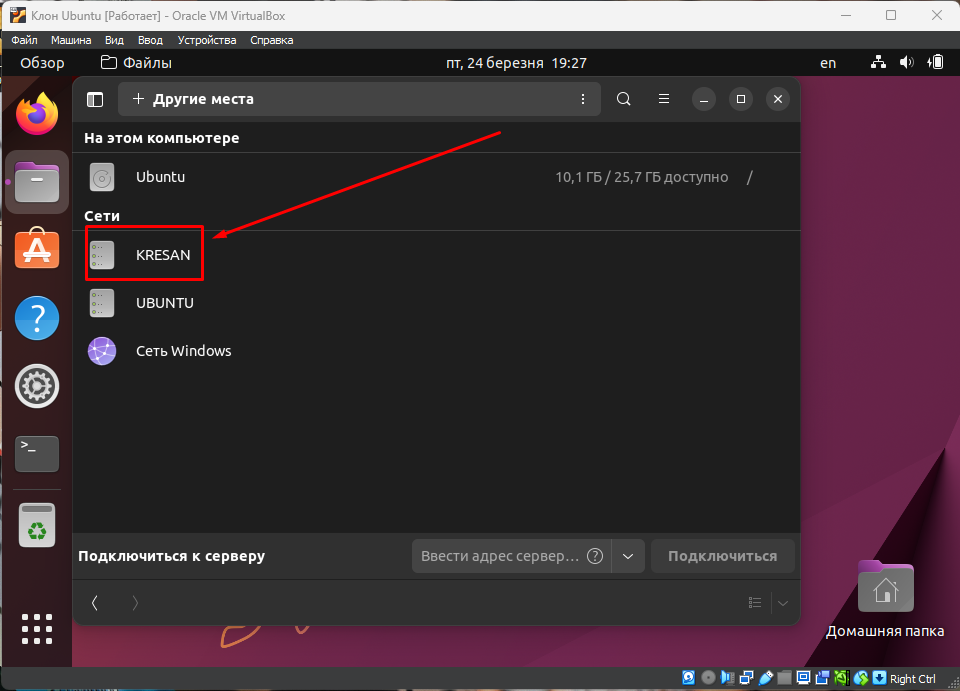 Клон Ubuntu [Работает] - Oracle VM VirtualBox
Файл Машина Вид Ввод Устройства Справка
Обзор Файлы пт, 24 березня 19:27 en
+ Другие места
На этом компьютере
Ubuntu 10,1 ГБ / 25,7 ГБ доступно /
Сети
KRESAN
UBUNTU
Сеть Windows
Подключиться к серверу Ввести адрес сервер… ? Подключиться
Домашняя папка
Right Ctrl